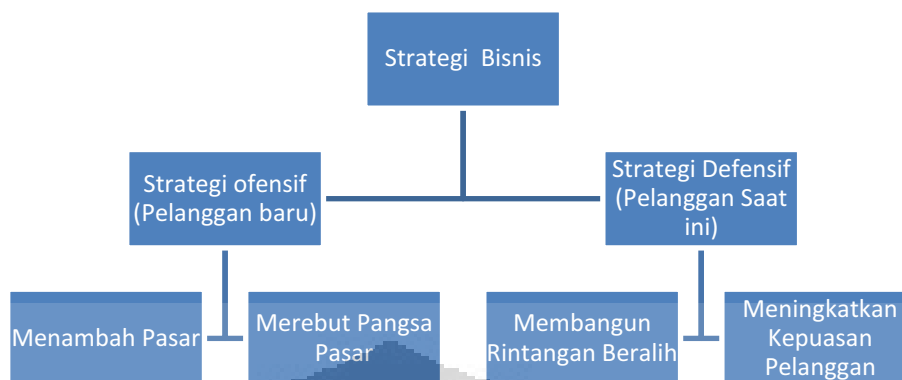 Strategi Bisnis
Strategi ofensif
(Pelanggan baru)
Strategi Defensif
(Pelanggan Saat
ini)
Menambah Pasar
Merebut Pangsa
Pasar
Membangun
Rintangan Beralih
Meningkatkan
Kepuasan
Pelanggan